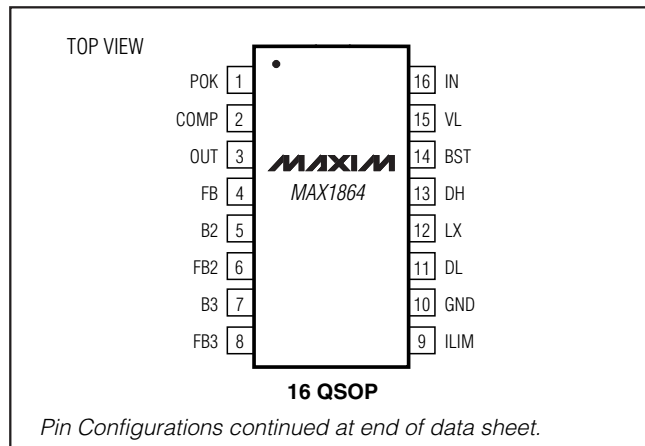 TOP VIEW
POK 1
COMP 2
OUT 3
FB 4
B2 5
FB2 6
B3 7
FB3 8
MAXIM
MAX1864
16 IN
15 VL
14 BST
13 DH
12 LX
11 DL
10 GND
9 ILIM
16 QSOP
Pin Configurations continued at end of data sheet.